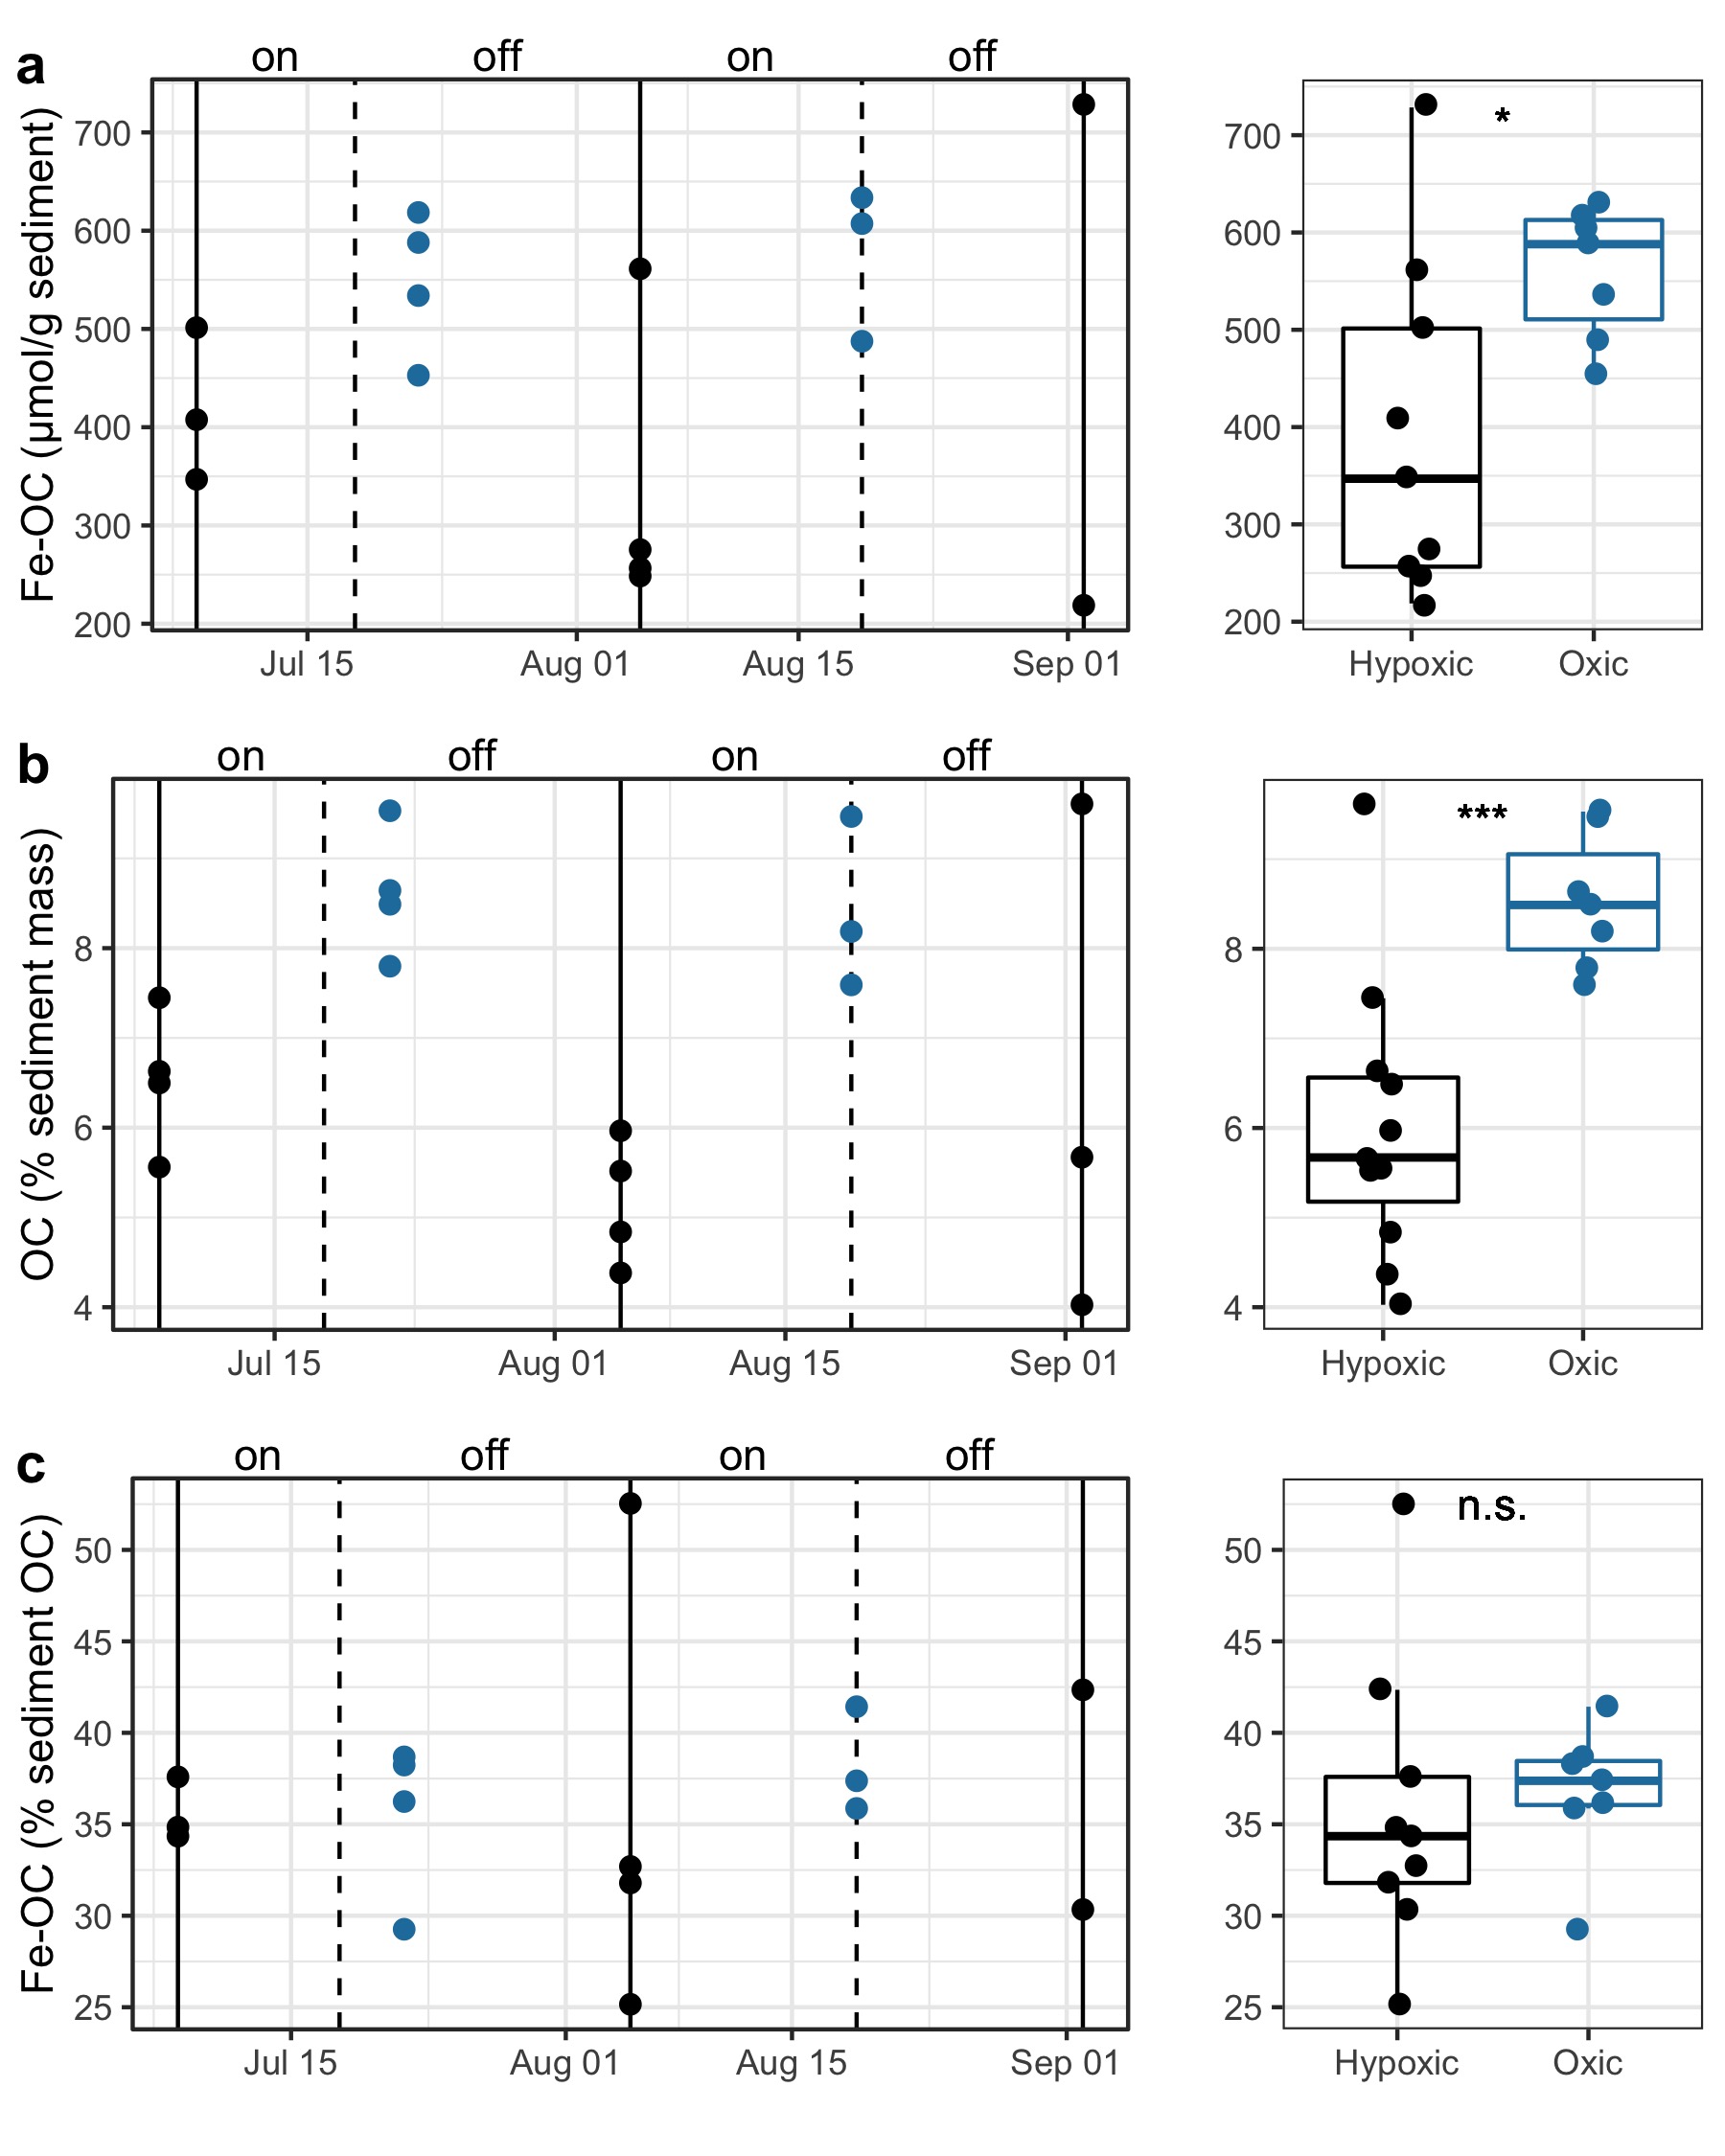 a
on off on off
Fe-OC (µmol/g sediment)
700
600
500
400
300
200
Jul 15 Aug 01 Aug 15 Sep 01
*
700
600
500
400
300
200
Hypoxic Oxic
b
on off on off
OC (% sediment mass)
8
6
4
Jul 15 Aug 01 Aug 15 Sep 01
***
8
6
4
Hypoxic Oxic
c
on off on off
Fe-OC (% sediment OC)
50
45
40
35
30
25
Jul 15 Aug 01 Aug 15 Sep 01
n.s.
50
45
40
35
30
25
Hypoxic Oxic